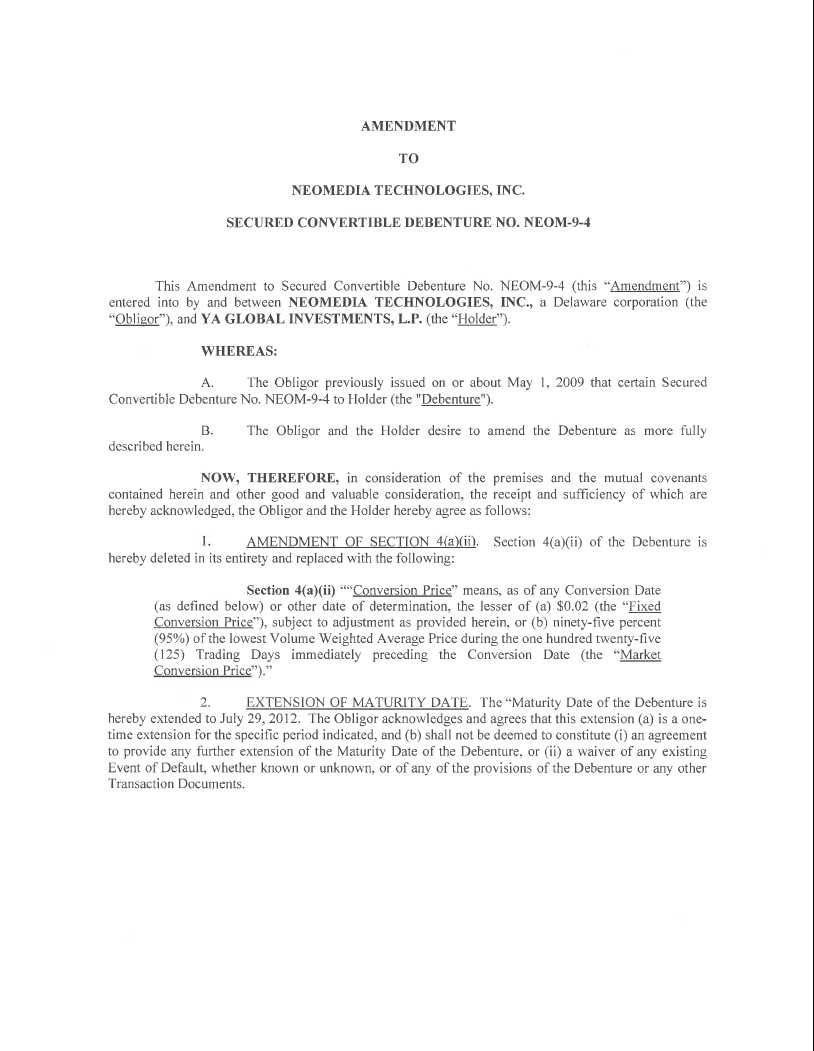 AMENDMENT
TO
NEOMEDIA TECHNOLOGIES, INC.
SECURED CONVERTIBLE DEBENTURE NO. NEOM-9-4
This Amendment to Secured Convertible Debenture No. NEOM-9-4 (this “Amendment”) is
entered into by and between NEOMEDIA TECHNOLOGIES, INC., a Delaware corporation (the
“Obligor”), and YA GLOBAL INVESTMENTS, L.P. (the “Holder”).
WHEREAS:
A. The Obligor previously issued on or about May 1, 2009 that certain Secured
Convertible Debenture No. NEOM-9-4 to Holder (the "Debenture").
B. The Obligor and the Holder desire to amend the Debenture as more fully
described herein.
NOW, THEREFORE, in consideration of the premises and the mutual covenants
contained herein and other good and valuable consideration, the receipt and sufficiency of which are
hereby acknowledged, the Obligor and the Holder hereby agree as follows:
1. AMENDMENT OF SECTION 4(a)(ii). Section 4(a)(ii) of the Debenture is
hereby deleted in its entirety and replaced with the following:
Section 4(a)(ii) ““Conversion Price” means, as of any Conversion Date
(as defined below) or other date of determination, the lesser of (a) $0.02 (the “Fixed
Conversion Price”), subject to adjustment as provided herein, or (b) ninety-five percent
(95%) of the lowest Volume Weighted Average Price during the one hundred twenty-five
(125) Trading Days immediately preceding the Conversion Date (the “Market
Conversion Price”).”
2. EXTENSION OF MATURITY DATE. The “Maturity Date of the Debenture is
hereby extended to July 29, 2012. The Obligor acknowledges and agrees that this extension (a) is a one-
time extension for the specific period indicated, and (b) shall not be deemed to constitute (i) an agreement
to provide any further extension of the Maturity Date of the Debenture, or (ii) a waiver of any existing
Event of Default, whether known or unknown, or of any of the provisions of the Debenture or any other
Transaction Documents.